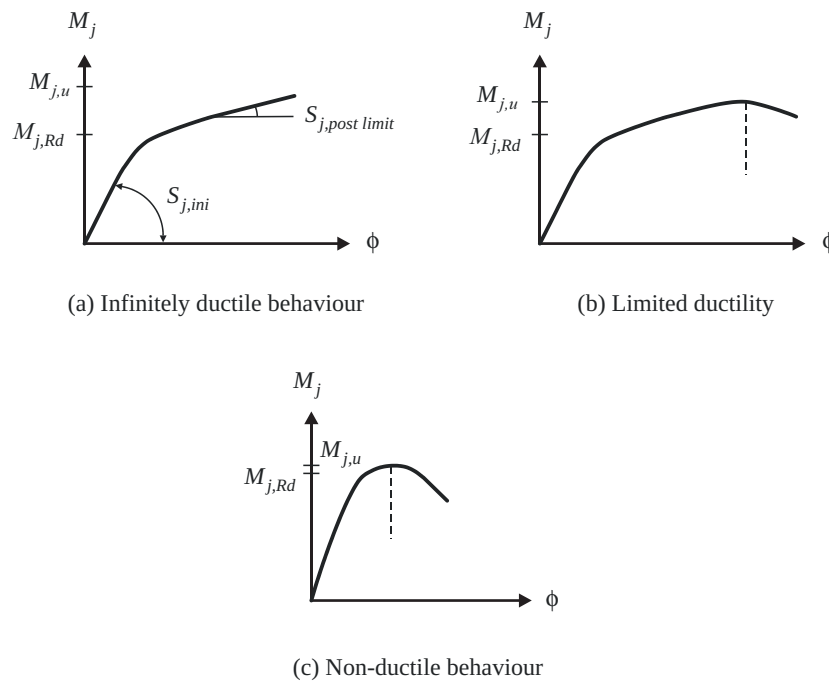 M_j
M_j,u
M_j,Rd
S_j,post limit
S_j,ini
ϕ
(a) Infinitely ductile behaviour
M_j
M_j,u
M_j,Rd
ϕ
(b) Limited ductility
M_j
M_j,u
M_j,Rd
ϕ
(c) Non-ductile behaviour